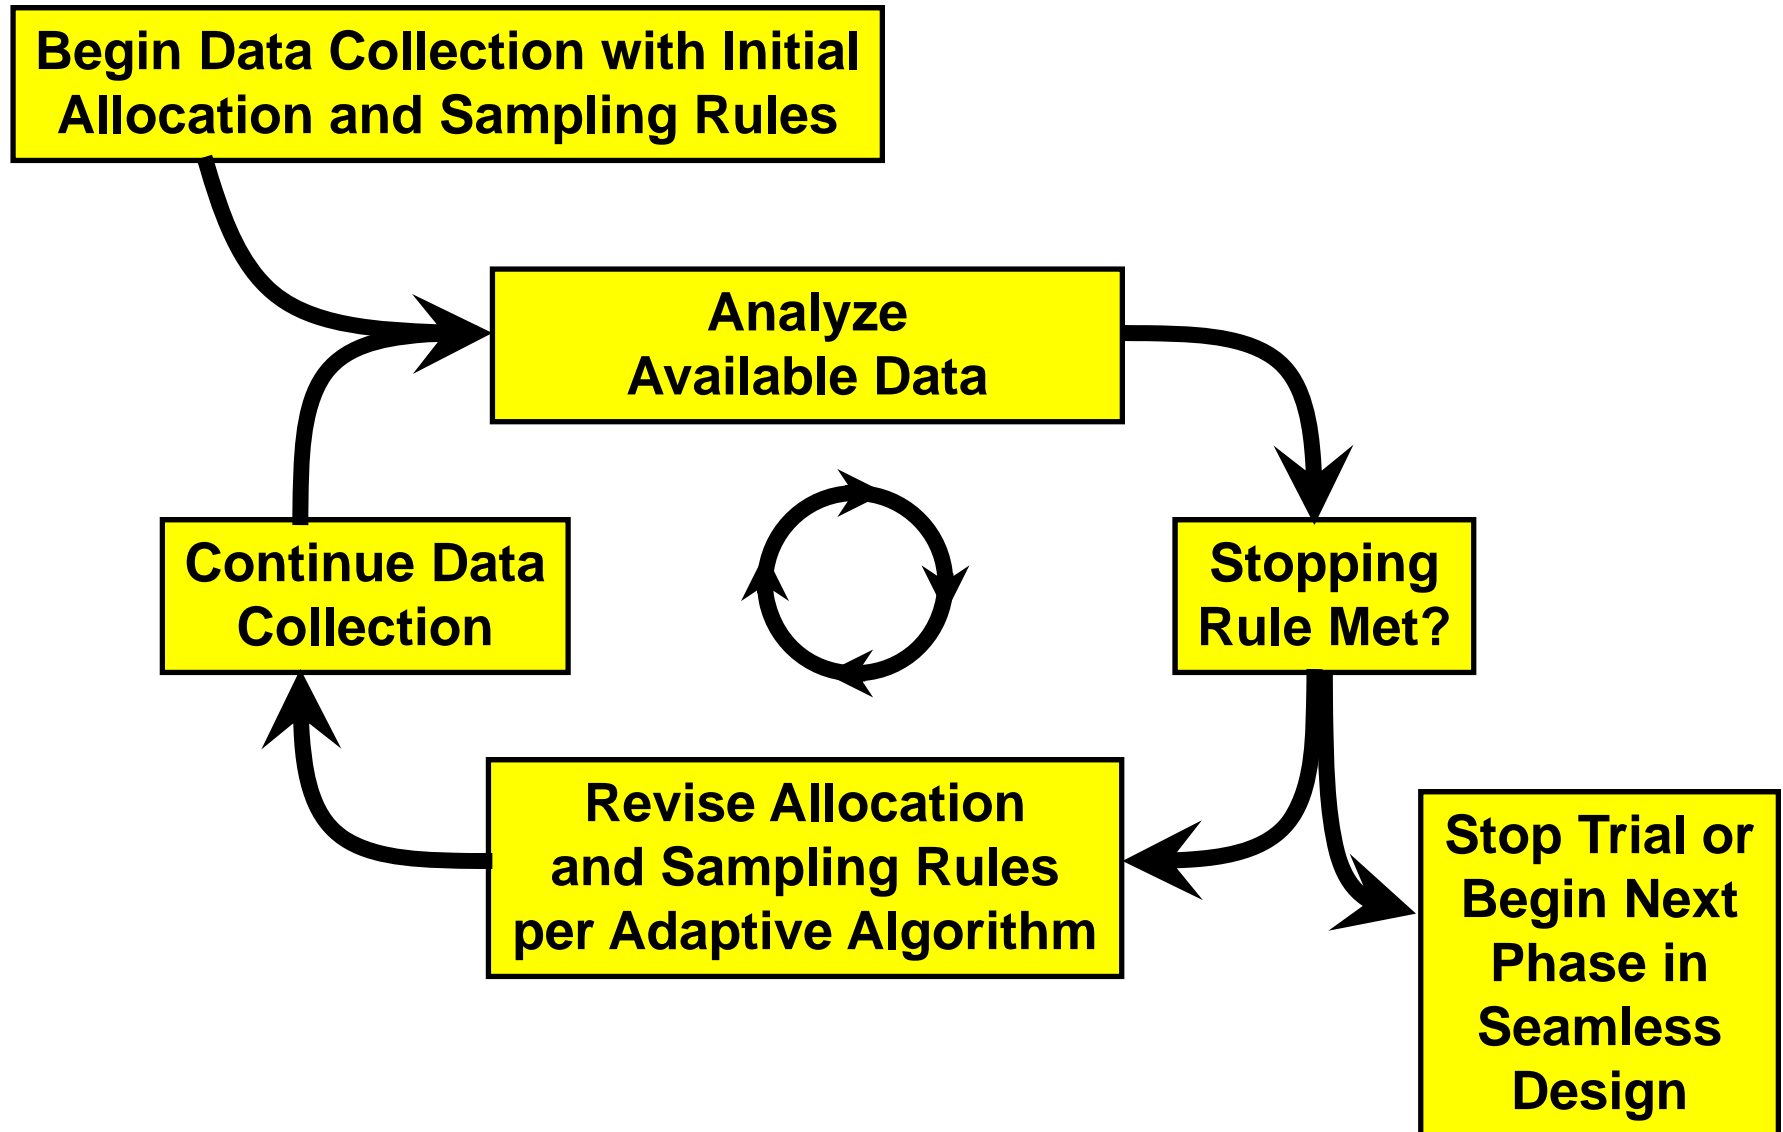 Begin Data Collection with Initial
Allocation and Sampling Rules
Analyze
Available Data
Continue Data
Collection
Stopping
Rule Met?
Revise Allocation
and Sampling Rules
per Adaptive Algorithm
Stop Trial or
Begin Next
Phase in
Seamless
Design